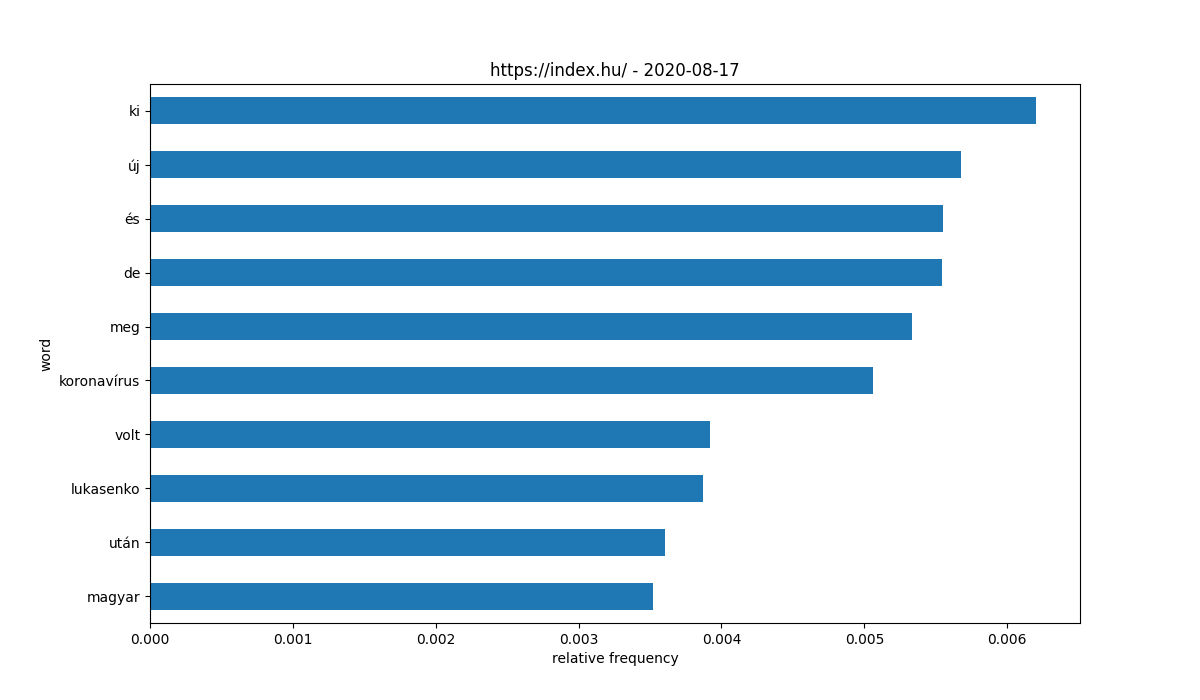 https://index.hu/ - 2020-08-17
ki
új
és
de
meg
koronavírus
volt
lukasenko
után
magyar
word
0.000 0.001 0.002 0.003 0.004 0.005 0.006
relative frequency